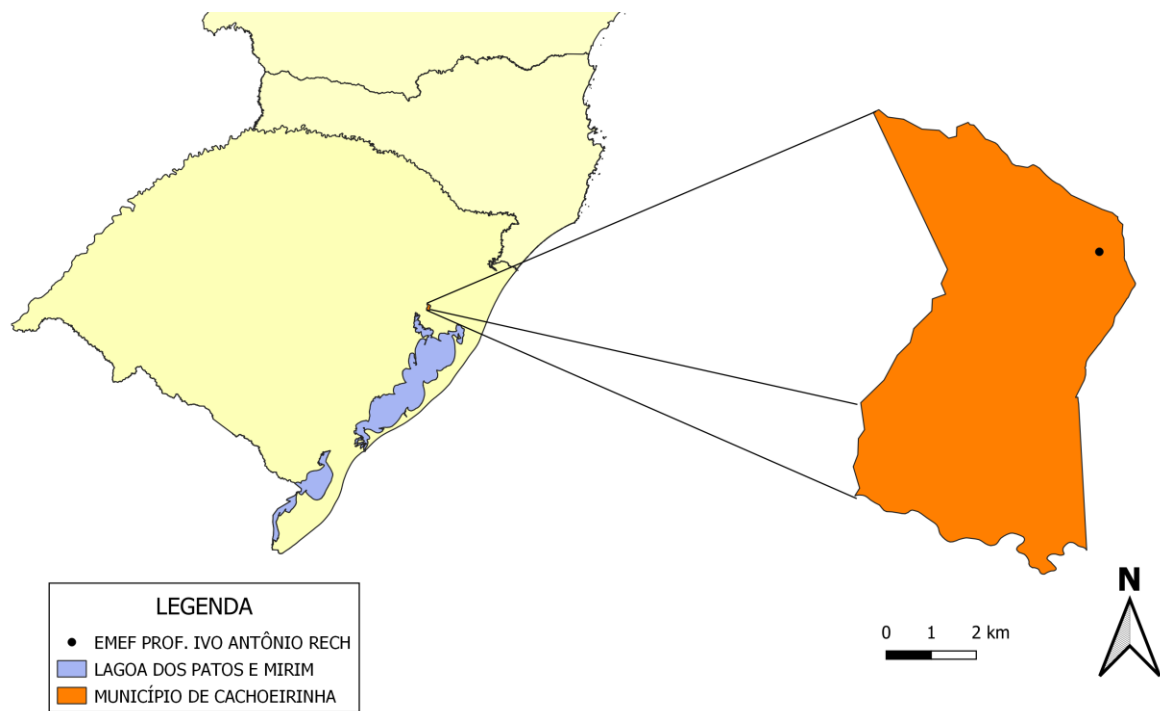 LEGENDA
EMEF PROF. IVO ANTÔNIO RECH
LAGOA DOS PATOS E MIRIM
MUNICÍPIO DE CACHOEIRINHA
0 1 2 km
N